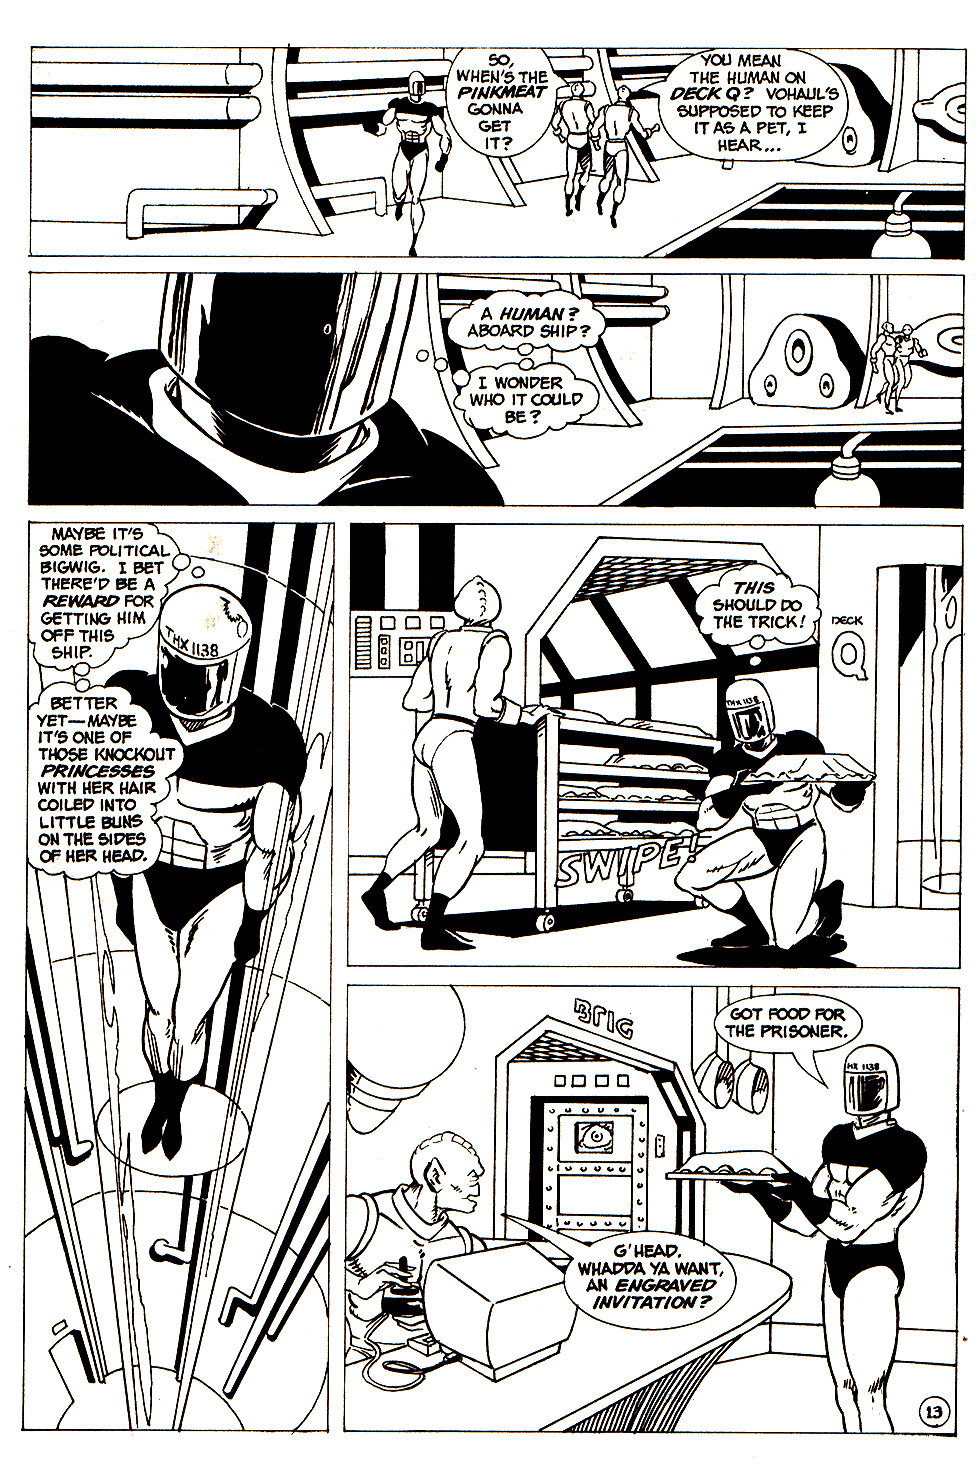 SO,
WHEN'S THE
PINKMEAT
GONNA
GET
IT?
YOU MEAN
THE HUMAN ON
DECK Q? VOHAUL'S
SUPPOSED TO KEEP
IT AS A PET, I
HEAR...
A HUMAN?
ABOARD SHIP?
I WONDER
WHO IT COULD
BE?
MAYBE IT'S
SOME POLITICAL
BIGWIG. I BET
THERE'D BE A
REWARD FOR
GETTING HIM
OFF THIS
SHIP.
THX 1138
BETTER
YET—MAYBE
IT'S ONE OF
THOSE KNOCKOUT
PRINCESSES
WITH HER HAIR
COILED INTO
LITTLE BUNS
ON THE SIDES
OF HER HEAD.
THIS
SHOULD DO
THE TRICK!
DECK
Q
THX 1138
SWIPE!
BRIG
GOT FOOD FOR
THE PRISONER.
HX 1138
G'HEAD.
WHADDA YA WANT,
AN ENGRAVED
INVITATION?
13